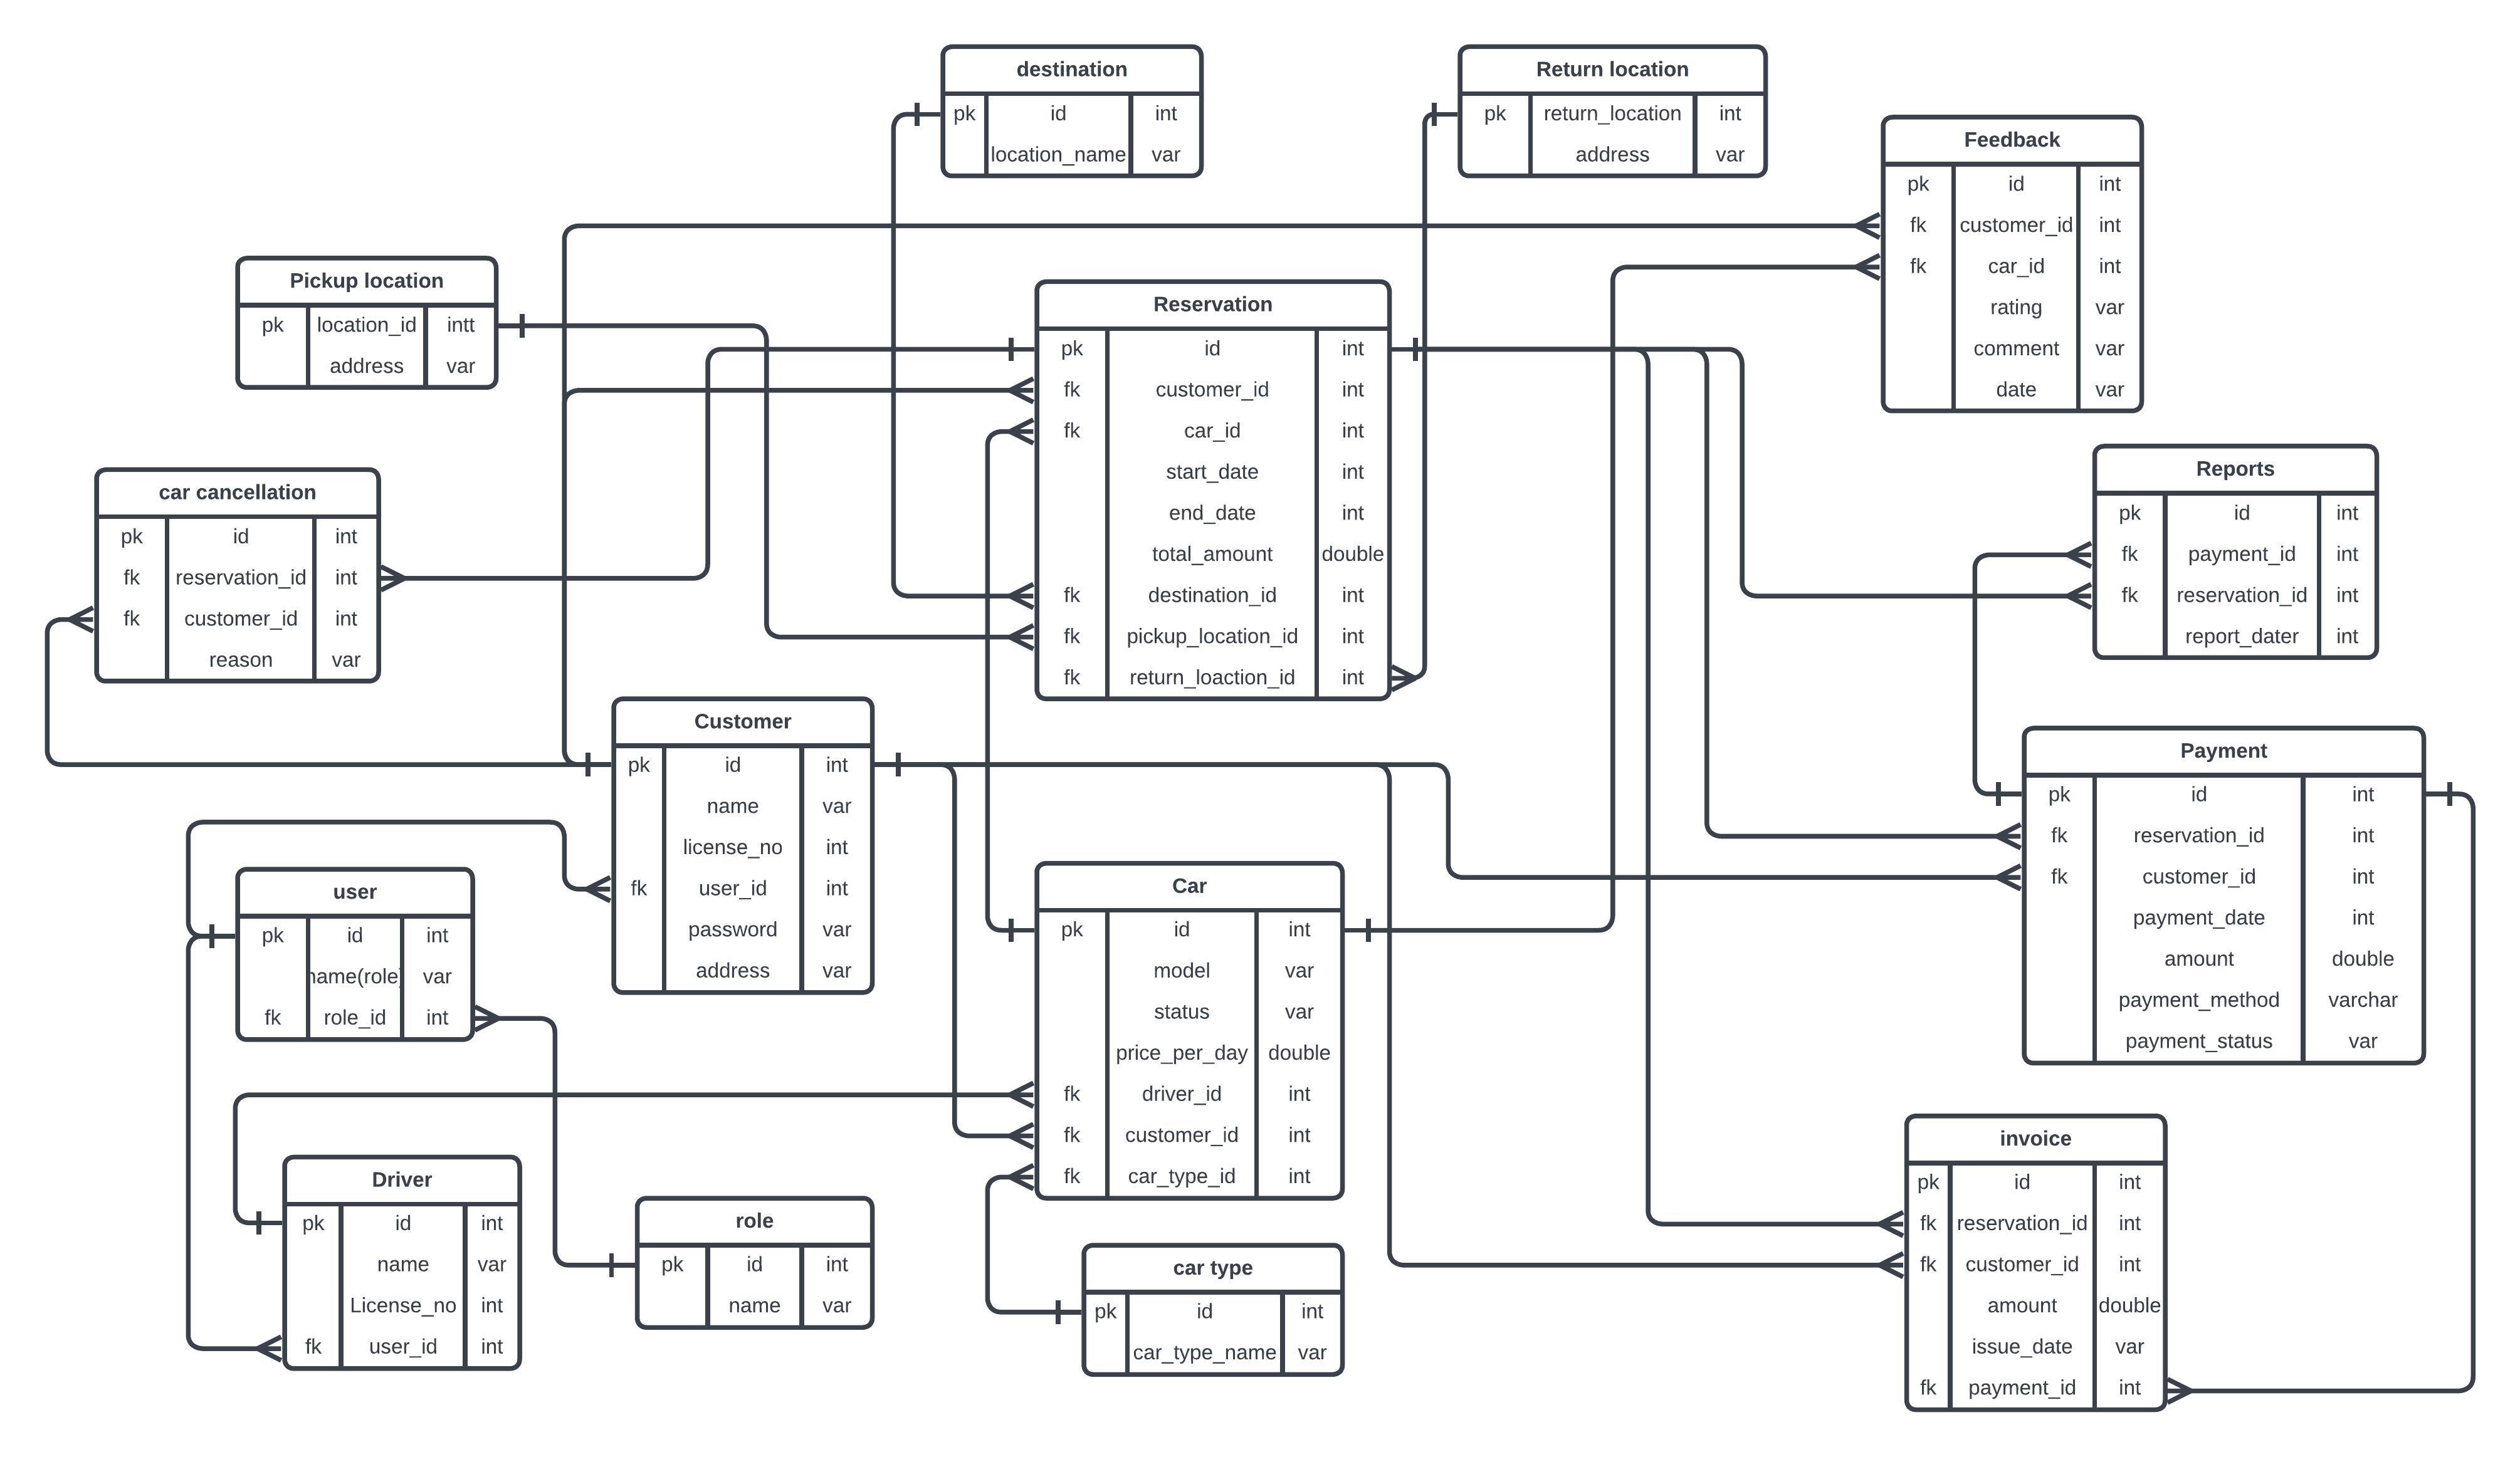 destination
pk id int
location_name var
Return location
pk return_location int
address var
Feedback
pk id int
fk customer_id int
fk car_id int
rating var
comment var
date var
Pickup location
pk location_id intt
address var
Reservation
pk id int
fk customer_id int
fk car_id int
start_date int
end_date int
total_amount double
fk destination_id int
fk pickup_location_id int
fk return_loaction_id int
car cancellation
pk id int
fk reservation_id int
fk customer_id int
reason var
Reports
pk id int
fk payment_id int
fk reservation_id int
report_dater int
Customer
pk id int
name var
license_no int
fk user_id int
password var
address var
Payment
pk id int
fk reservation_id int
fk customer_id int
payment_date int
amount double
payment_method varchar
payment_status var
user
pk id int
name(role) var
fk role_id int
Car
pk id int
model var
status var
price_per_day double
fk driver_id int
fk customer_id int
fk car_type_id int
Driver
pk id int
name var
License_no int
fk user_id int
role
pk id int
name var
car type
pk id int
car_type_name var
invoice
pk id int
fk reservation_id int
fk customer_id int
amount double
issue_date var
fk payment_id int